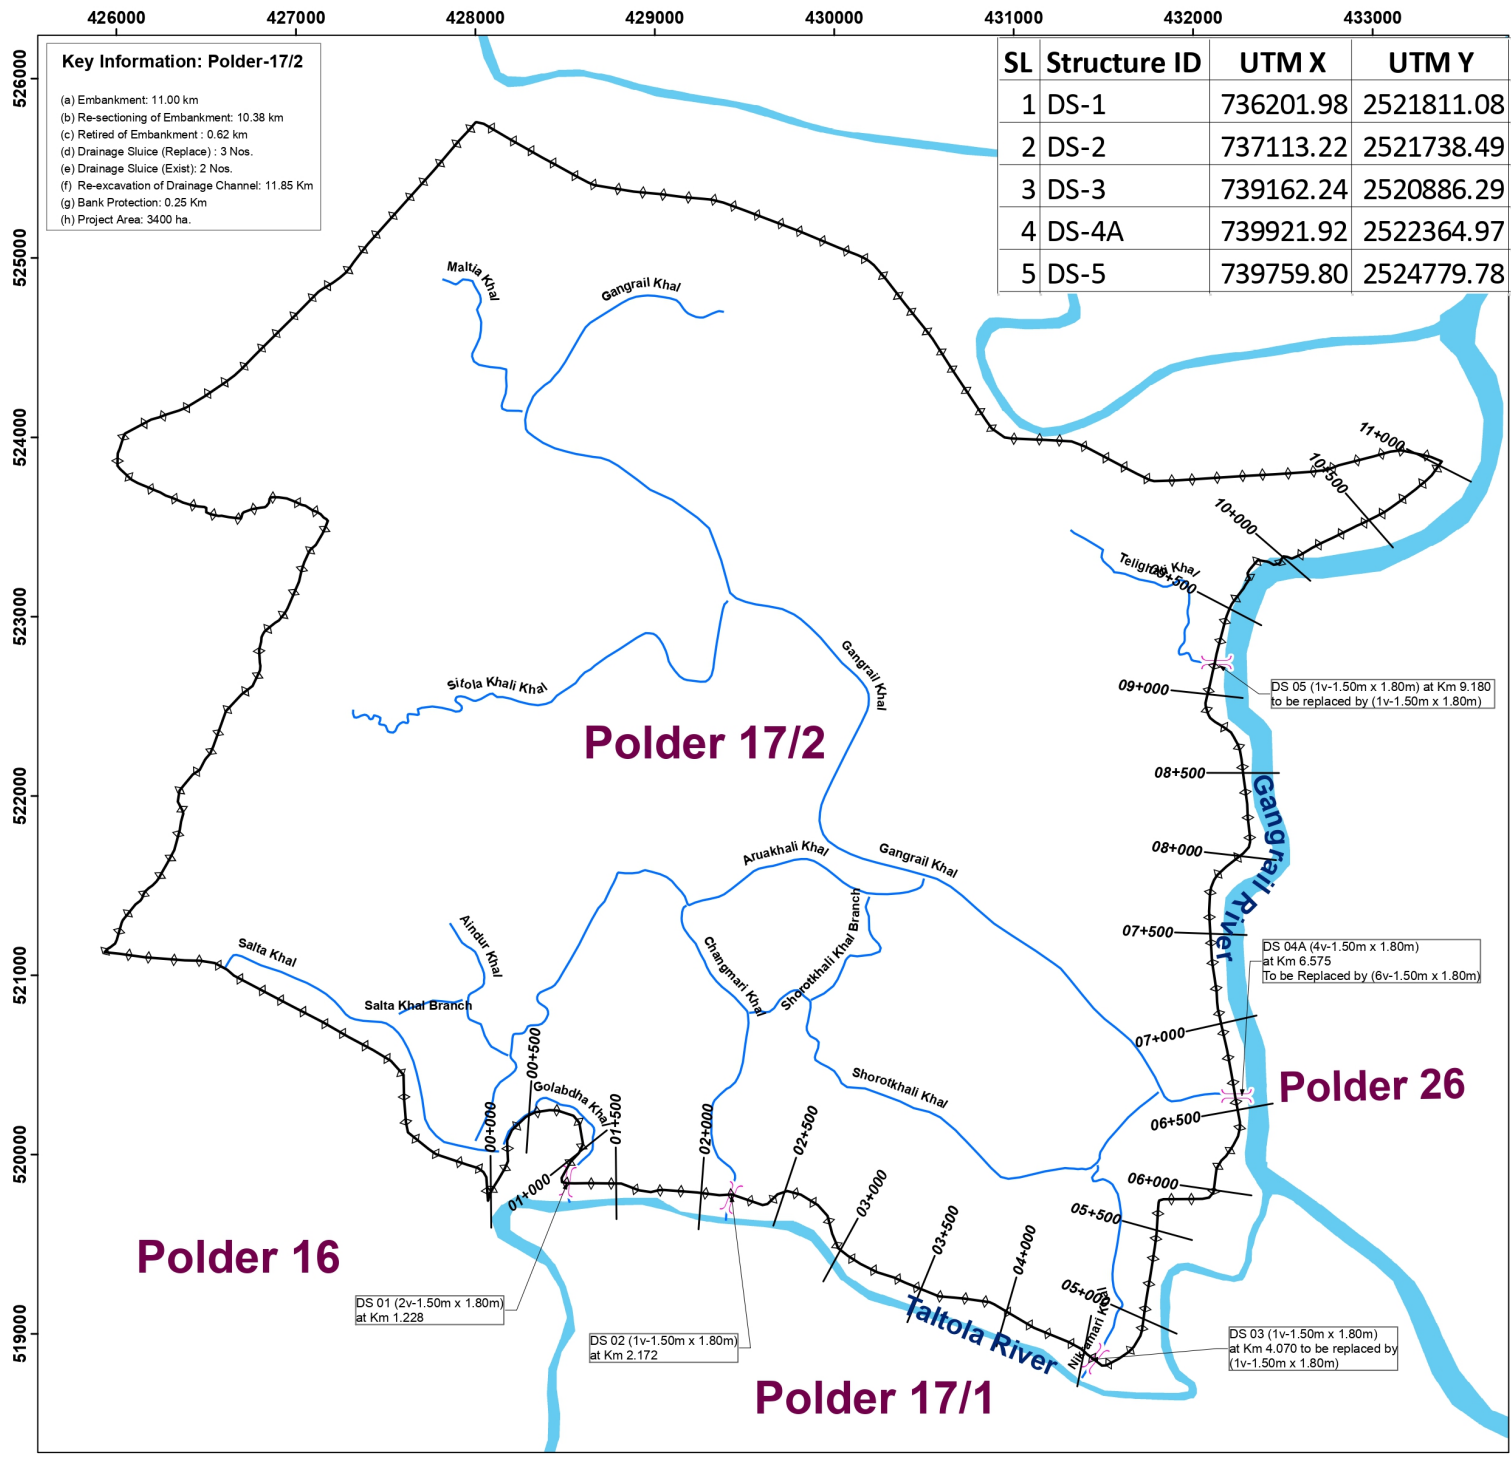 426000 427000 428000 429000 430000 431000 432000 433000
526000
525000
524000
523000
522000
521000
520000
519000
Key Information: Polder-17/2
(a) Embankment: 11.00 km
(b) Re-sectioning of Embankment: 10.38 km
(c) Retired of Embankment : 0.62 km
(d) Drainage Sluice (Replace) : 3 Nos.
(e) Drainage Sluice (Exist): 2 Nos.
(f) Re-excavation of Drainage Channel: 11.85 Km
(g) Bank Protection: 0.25 Km
(h) Project Area: 3400 ha.
SL Structure ID UTM X UTM Y
1 DS-1 736201.98 2521811.08
2 DS-2 737113.22 2521738.49
3 DS-3 739162.24 2520886.29
4 DS-4A 739921.92 2522364.97
5 DS-5 739759.80 2524779.78
Maltia Khal
Gangrail Khal
11+000
10+500
10+000
09+500
Khal
09+000
DS 05 (1v-1.50m x 1.80m) at Km 9.180
to be replaced by (1v-1.50m x 1.80m)
Sifola Khali Khal
Gangrail Khal
Polder 17/2
08+500
Gangrail River
08+000
Aruakhali Khal
Gangrail Khal
07+500
DS 04A (4v-1.50m x 1.80m)
at Km 6.575
To be Replaced by (6v-1.50m x 1.80m)
Salta Khal
Aindur Khal
Salta Khal Branch
Changmari Khal
Shorotkhali Khal Branch
07+000
Polder 26
Shorotkhali Khal
06+500
00+500
Golabdha Khal
00+000
01+500
02+000
02+500
01+000
03+000
06+000
05+500
03+500
04+000
05+000
Polder 16
Taltola River
DS 01 (2v-1.50m x 1.80m)
at Km 1.228
DS 02 (1v-1.50m x 1.80m)
at Km 2.172
DS 03 (1v-1.50m x 1.80m)
at Km 4.070 to be replaced by
(1v-1.50m x 1.80m)
Polder 17/1